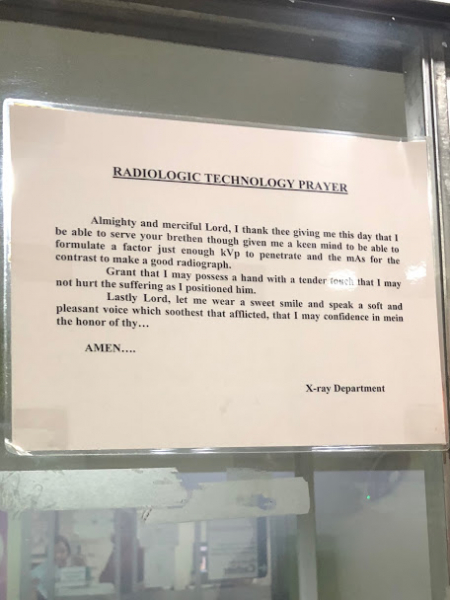 RADIOLOGIC TECHNOLOGY PRAYER
Almighty and merciful Lord, I thank thee giving me this day that I
be able to serve your brethen though given me a keen mind to be able to
formulate a factor just enough kVp to penetrate and the mAs for the
contrast to make a good radiograph.
Grant that I may possess a hand with a tender touch that I may
not hurt the suffering as I positioned him.
Lastly Lord, let me wear a sweet smile and speak a soft and
pleasant voice which soothest that afflicted, that I may confidence in mein
the honor of thy...
AMEN....
X-ray Department